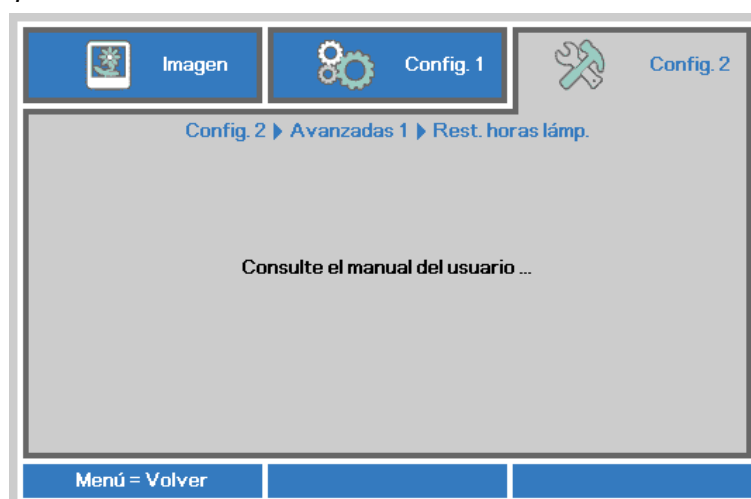 Imagen
Config. 1
Config. 2
Config. 2 ▶ Avanzadas 1 ▶ Rest. horas lámp.
Consulte el manual del usuario ...
Menú = Volver